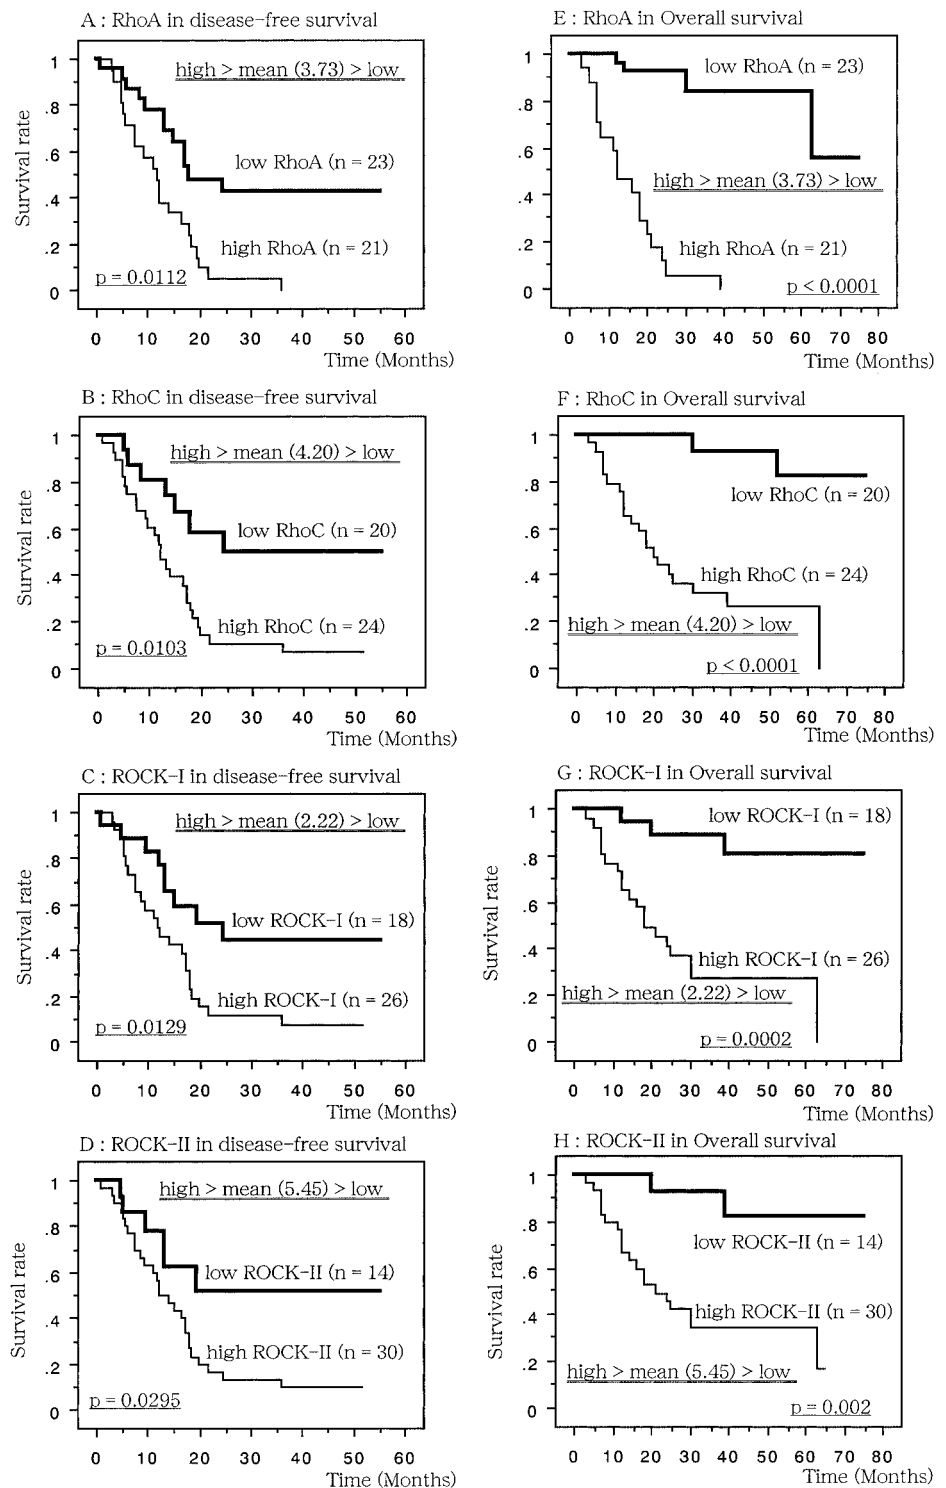 A : RhoA in disease-free survival
Survival rate
1
.8
.6
.4
.2
0
high > mean (3.73) > low
low RhoA (n = 23)
high RhoA (n = 21)
p = 0.0112
0 10 20 30 40 50 60
Time (Months)
E : RhoA in Overall survival
1
.8
.6
.4
.2
0
low RhoA (n = 23)
high > mean (3.73) > low
high RhoA (n = 21)
p < 0.0001
0 10 20 30 40 50 60 70 80
Time (Months)
B : RhoC in disease-free survival
Survival rate
1
.8
.6
.4
.2
0
high > mean (4.20) > low
low RhoC (n = 20)
high RhoC (n = 24)
p = 0.0103
0 10 20 30 40 50 60
Time (Months)
F : RhoC in Overall survival
1
.8
.6
.4
.2
0
low RhoC (n = 20)
high RhoC (n = 24)
high > mean (4.20) > low
p < 0.0001
0 10 20 30 40 50 60 70 80
Time (Months)
C : ROCK-I in disease-free survival
Survival rate
1
.8
.6
.4
.2
0
high > mean (2.22) > low
low ROCK-I (n = 18)
high ROCK-I (n = 26)
p = 0.0129
0 10 20 30 40 50 60
Time (Months)
G : ROCK-I in Overall survival
Survival rate
1
.8
.6
.4
.2
0
low ROCK-I (n = 18)
high ROCK-I (n = 26)
high > mean (2.22) > low
p = 0.0002
0 10 20 30 40 50 60 70 80
Time (Months)
D : ROCK-II in disease-free survival
Survival rate
1
.8
.6
.4
.2
0
high > mean (5.45) > low
low ROCK-II (n = 14)
high ROCK-II (n = 30)
p = 0.0295
0 10 20 30 40 50 60
Time (Months)
H : ROCK-II in Overall survival
Survival rate
1
.8
.6
.4
.2
0
low ROCK-II (n = 14)
high ROCK-II (n = 30)
high > mean (5.45) > low
p = 0.002
0 10 20 30 40 50 60 70 80
Time (Months)